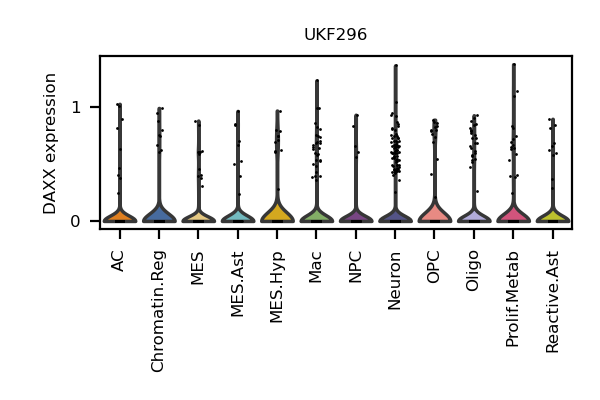 UKF296
DAXX expression
1
0
AC
Chromatin.Reg
MES
MES.Ast
MES.Hyp
Mac
NPC
Neuron
OPC
Oligo
Prolif.Metab
Reactive.Ast